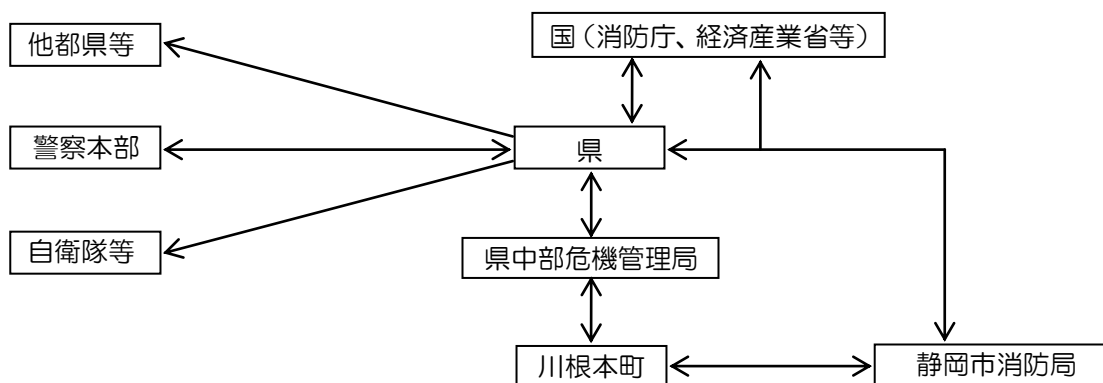 他都県等
国（消防庁、経済産業省等）
警察本部
県
自衛隊等
県中部危機管理局
川根本町
静岡市消防局